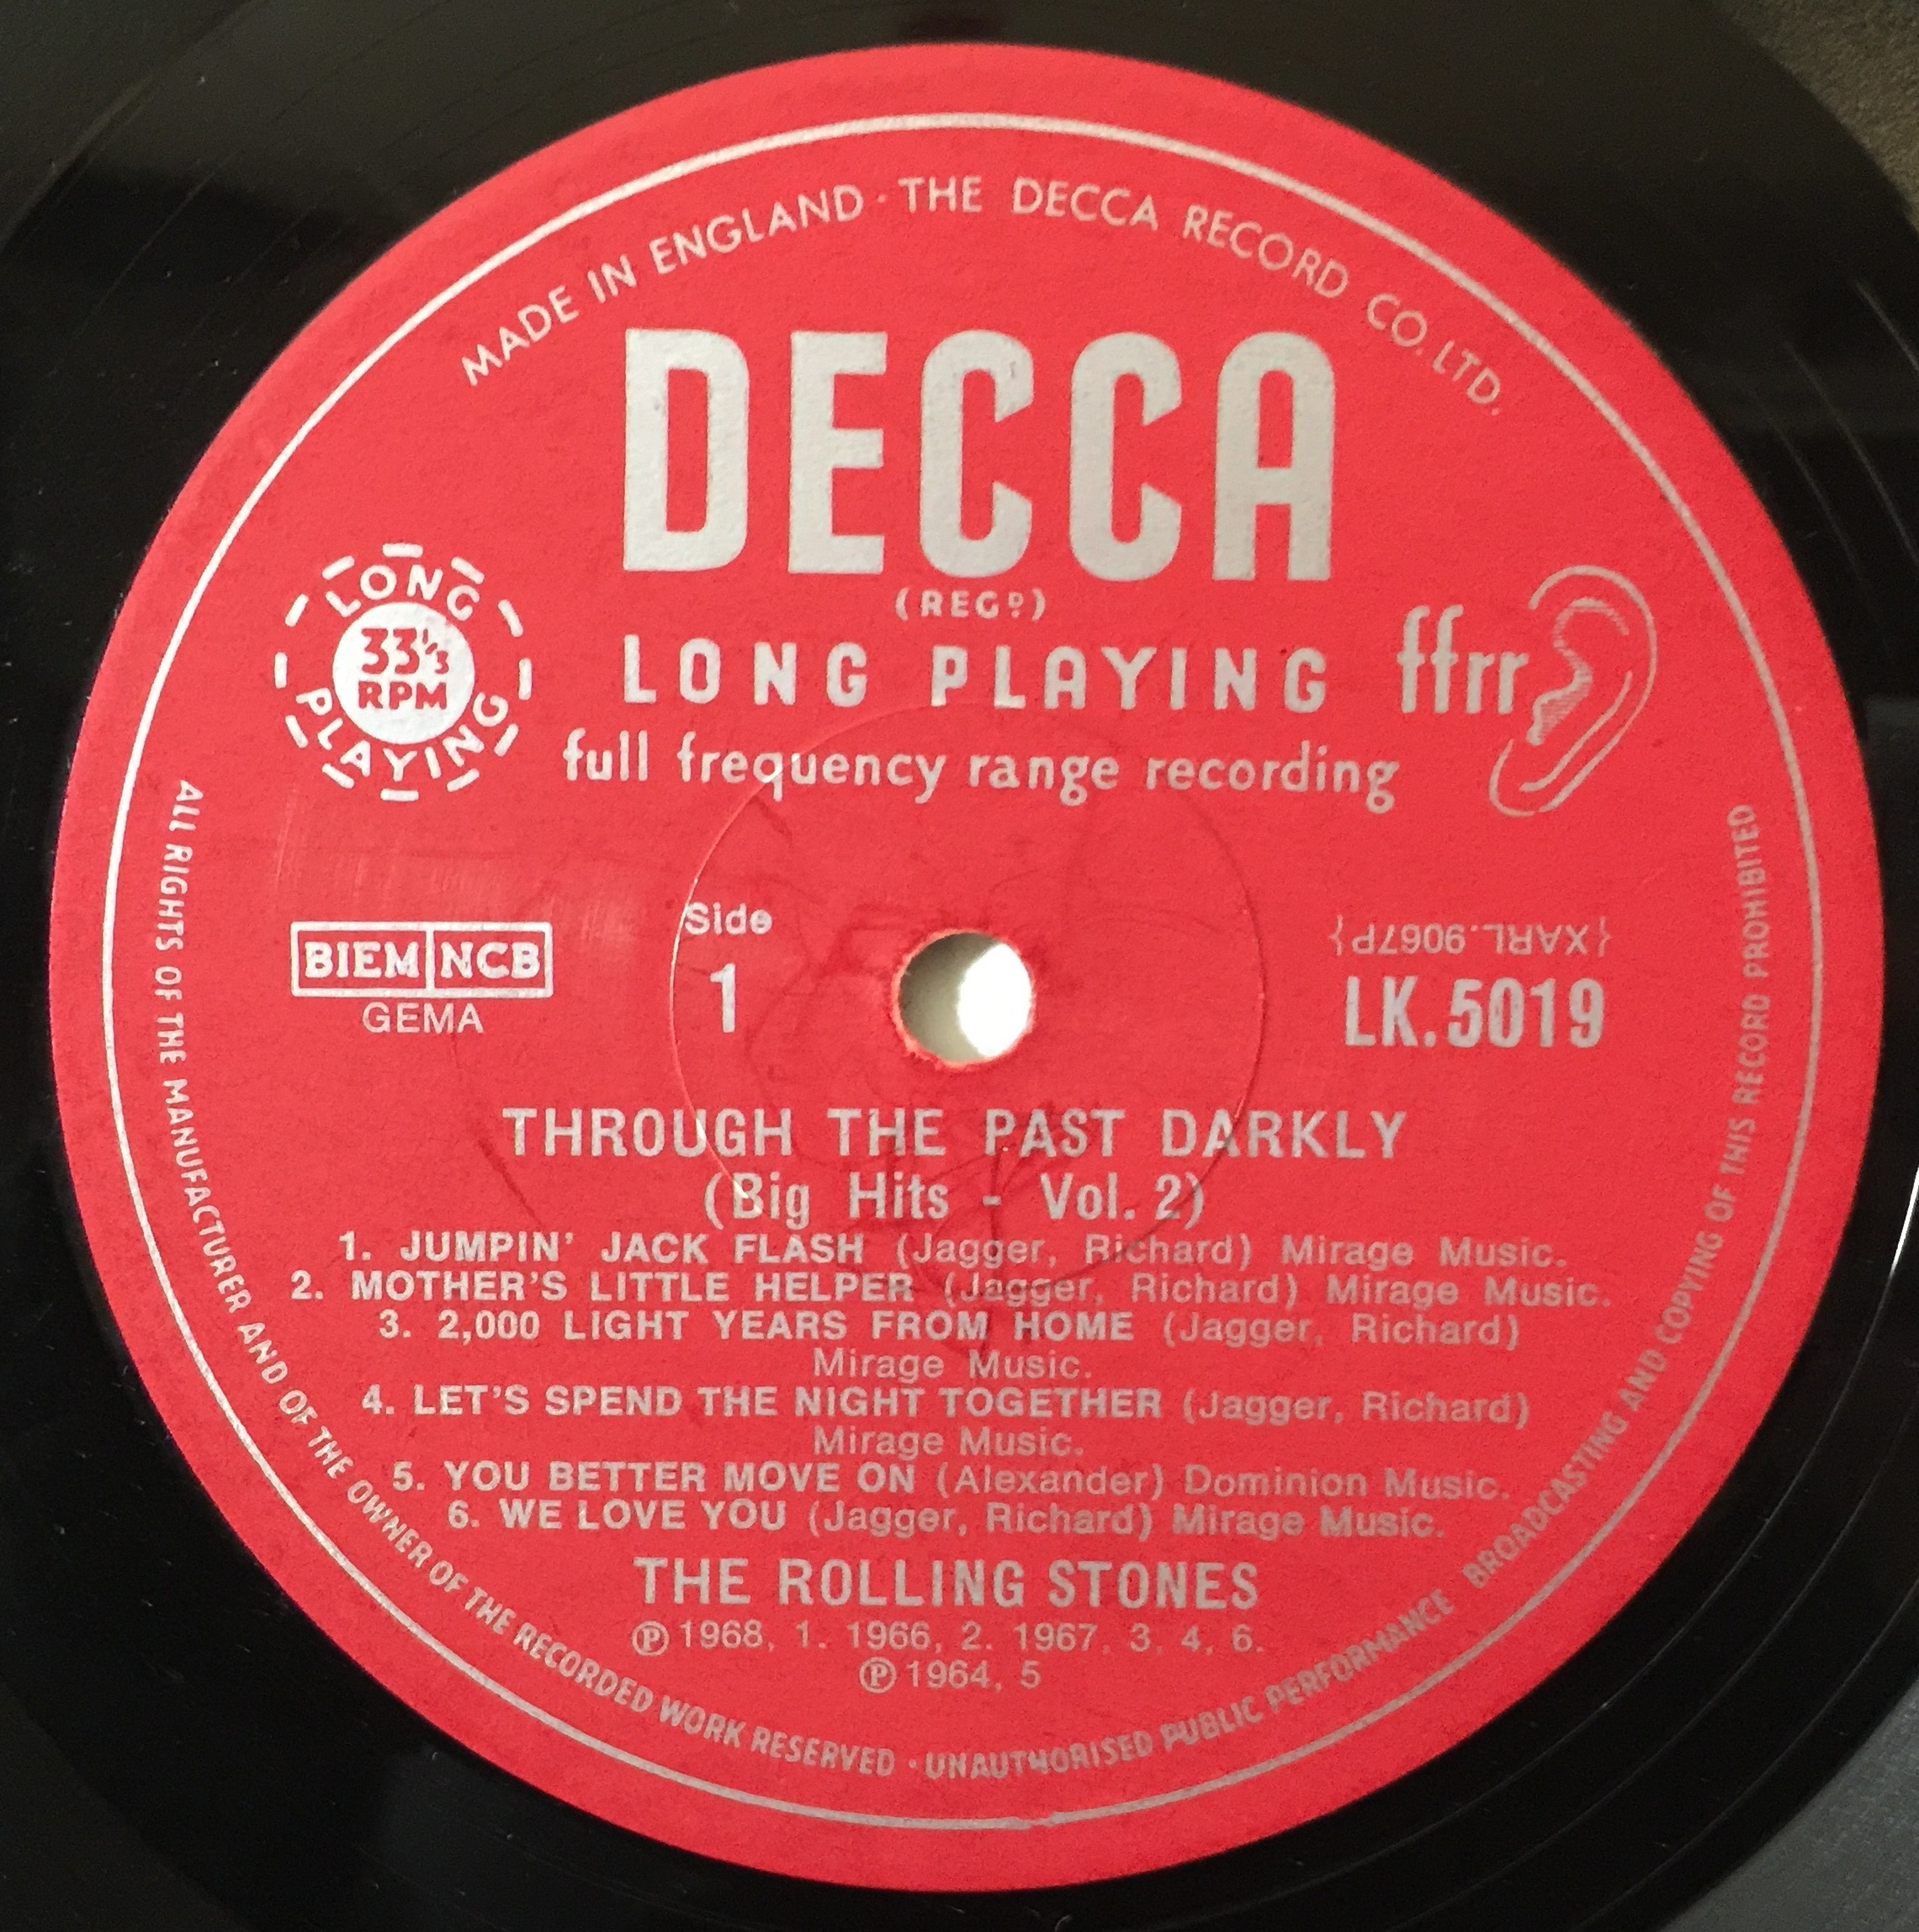 MADE IN ENGLAND · THE DECCA RECORD CO. LTD.
DECCA
(REGD)
LONG PLAYING
ffrr
full frequency range recording
LONG
33⅓
RPM
PLAYING
BIEM NCB
GEMA
Side
1
{XARL.9067P}
LK.5019
THROUGH THE PAST DARKLY
(Big Hits - Vol. 2)
1. JUMPIN' JACK FLASH (Jagger, Richard) Mirage Music.
2. MOTHER'S LITTLE HELPER (Jagger, Richard) Mirage Music.
3. 2,000 LIGHT YEARS FROM HOME (Jagger, Richard)
Mirage Music.
4. LET'S SPEND THE NIGHT TOGETHER (Jagger, Richard)
Mirage Music.
5. YOU BETTER MOVE ON (Alexander) Dominion Music.
6. WE LOVE YOU (Jagger, Richard) Mirage Music.
THE ROLLING STONES
℗ 1968, 1. 1966, 2. 1967, 3, 4, 6.
℗ 1964, 5
ALL RIGHTS OF THE MANUFACTURER AND OF THE OWNER OF THE RECORDED WORK RESERVED · UNAUTHORISED PUBLIC PERFORMANCE BROADCASTING AND COPYING OF THIS RECORD PROHIBITED